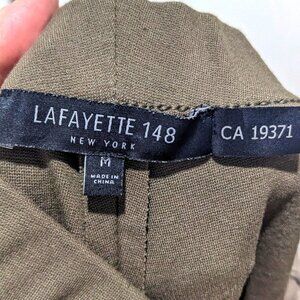 LAFAYETTE 148
NEW YORK
CA 19371
M
MADE IN
CHINA